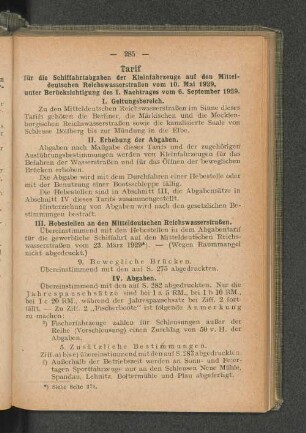 — 285 —
Tarif
für die Schiffahrtabgaben der Kleinfahrzeuge auf den Mittel-
deutschen Reichswasserstraßen vom 10. Mai 1929,
unter Berücksichtigung des I. Nachtrages vom 6. September 1929.
I. Geltungsbereich.
Zu den Mitteldeutschen Reichswasserstraßen im Sinne dieses
Tarifs gehören die Berliner, die Märkischen und die Mecklen-
burgischen Reichswasserstraßen sowie die kanalisierte Saale von
Schleuse bis zur Mündung in die Elbe.
II. Erhebung der Abgaben.
Abgaben nach Maßgabe dieses Tarifs und der zugehörigen
Ausführungsbestimmungen werden von Kleinfahrzeugen für das
Befahren der Wasserstraßen und für das Öffnen der beweglichen
Brücken erhoben.
Die Abgabe wird mit dem Durchfahren einer Hebestelle oder
mit der Benutzung einer Bootsschleppe fällig.
Die Hebestellen sind in Abschnitt III, die Abgabensätze in
Abschnitt IV dieses Tarifs zusammengestellt.
Hinterziehung von Abgaben wird nach den gesetzlichen Be-
stimmungen bestraft.
III. Hebestellen an den Mitteldeutschen Reichswasserstraßen.
Übereinstimmend mit den Hebestellen in dem Abgabentarif
für die gewerbliche Schiffahrt auf den Mitteldeutschen Reichs-
wasserstraßen vom 23. März 1929*). — (Wegen Raummangel
nicht abgedruckt.)
9. Bewegliche Brücken.
Übereinstimmend mit den auf S. 275 abgedruckten.
IV. Abgaben.
Übereinstimmend mit den auf S. 282 abgedruckten. Nur die
Jahrespauschsätze sind bei 1 a 5 RM., bei 1 b 10 RM.,
bei 1 c 20 RM., während der Jahrespauschsatz bei Ziff. 2 fort-
fällt. — Zu Ziff. 2 „Fischerboote“ ist folgende Anmerkung
zu machen:
¹) Fischerfahrzeuge zahlen für Schleusungen außer der
Reihe (Verschleusung) einen Zuschlag von 50 v. H. der
Abgaben.
5. Zusätzliche Bestimmungen.
Ziff. a) bis e) übereinstimmend mit den auf S. 282 abgedruckten.
f) Außerhalb der Betriebszeit werden an Sonn- und Feier-
tagen Sportfahrzeuge nur an den Schleusen Neue Mühle,
Spandau, Lehnitz, Boltermühle und Plau abgefertigt.
*) Siehe Seite 274.